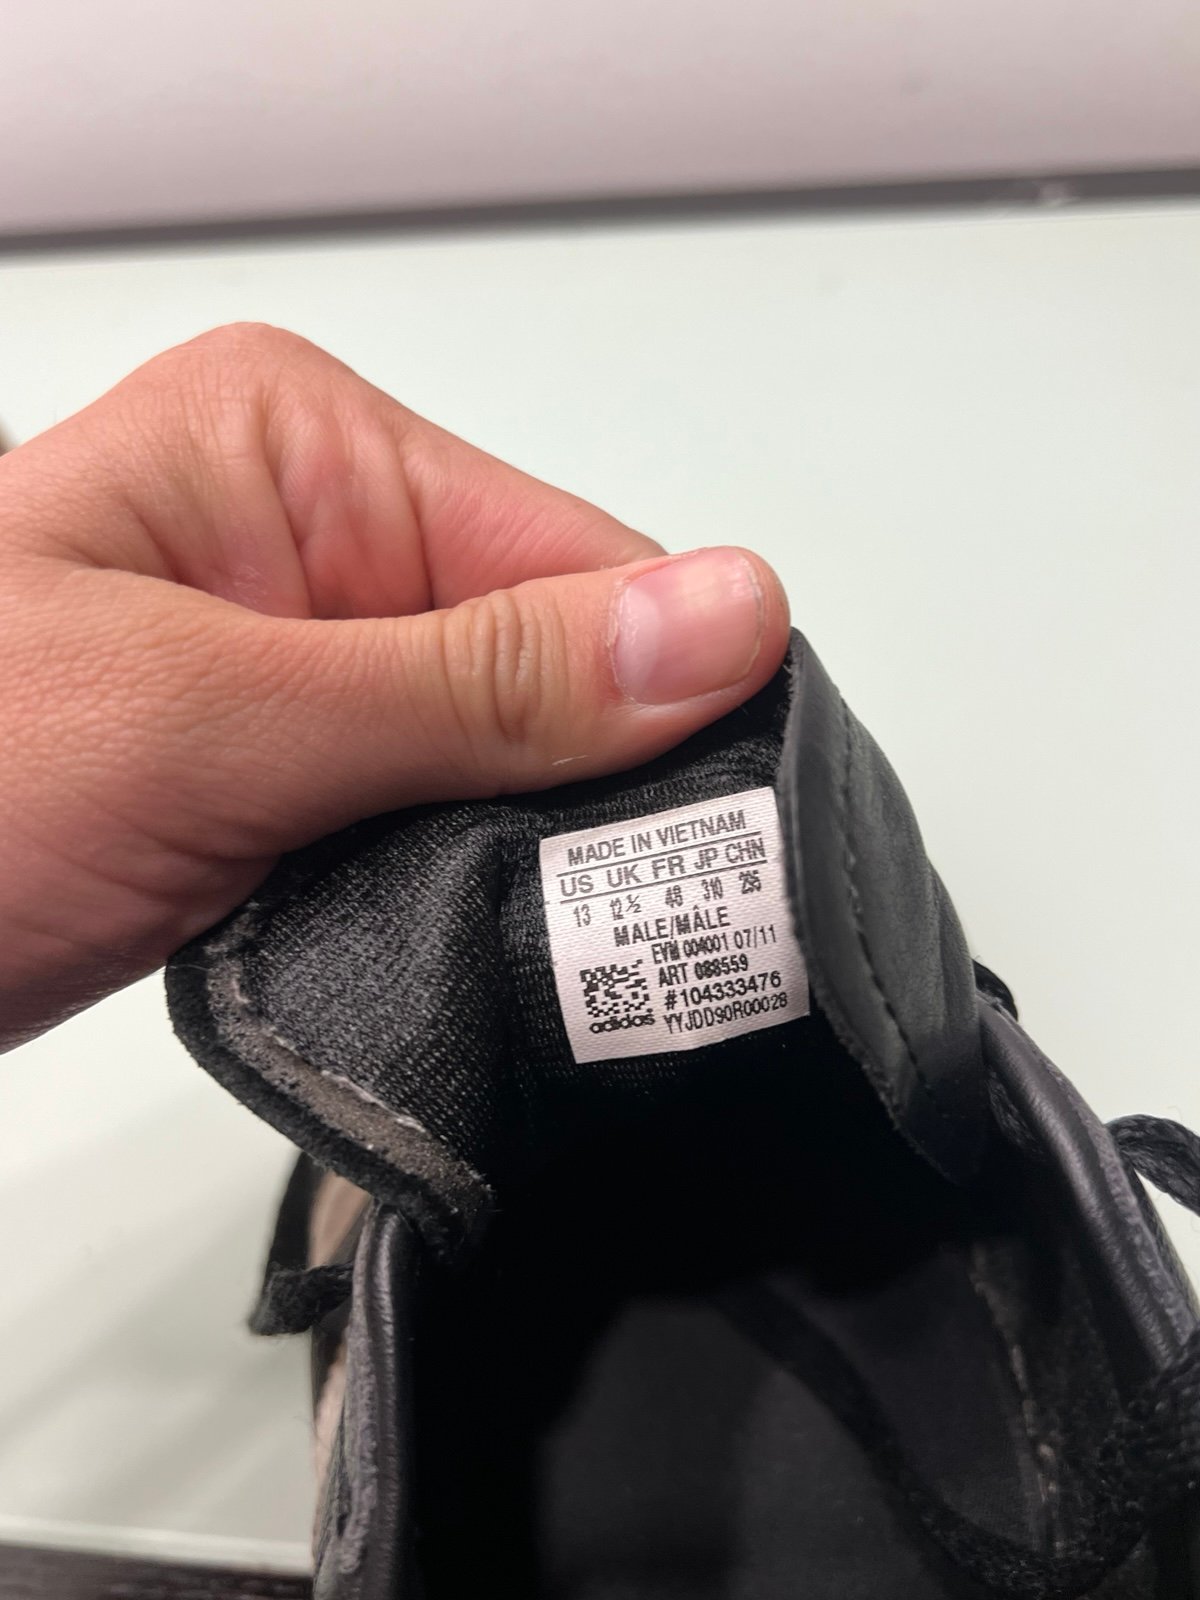 MADE IN VIETNAM
US UK FR JP CHN
13 12½ 48 310 295
MALE/MÂLE
EVM 004001 07/11
ART 088559
#104333476
adidas YYJDD90R00028